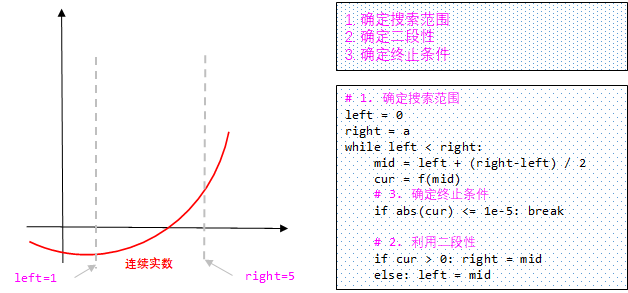 1. 确定搜索范围
2. 确定二段性
3. 确定终止条件
# 1. 确定搜索范围
left = 0
right = a
while left < right:
    mid = left + (right-left) / 2
    cur = f(mid)
    # 3. 确定终止条件
    if abs(cur) <= 1e-5: break
    # 2. 利用二段性
    if cur > 0: right = mid
    else: left = mid
连续实数
left=1
right=5